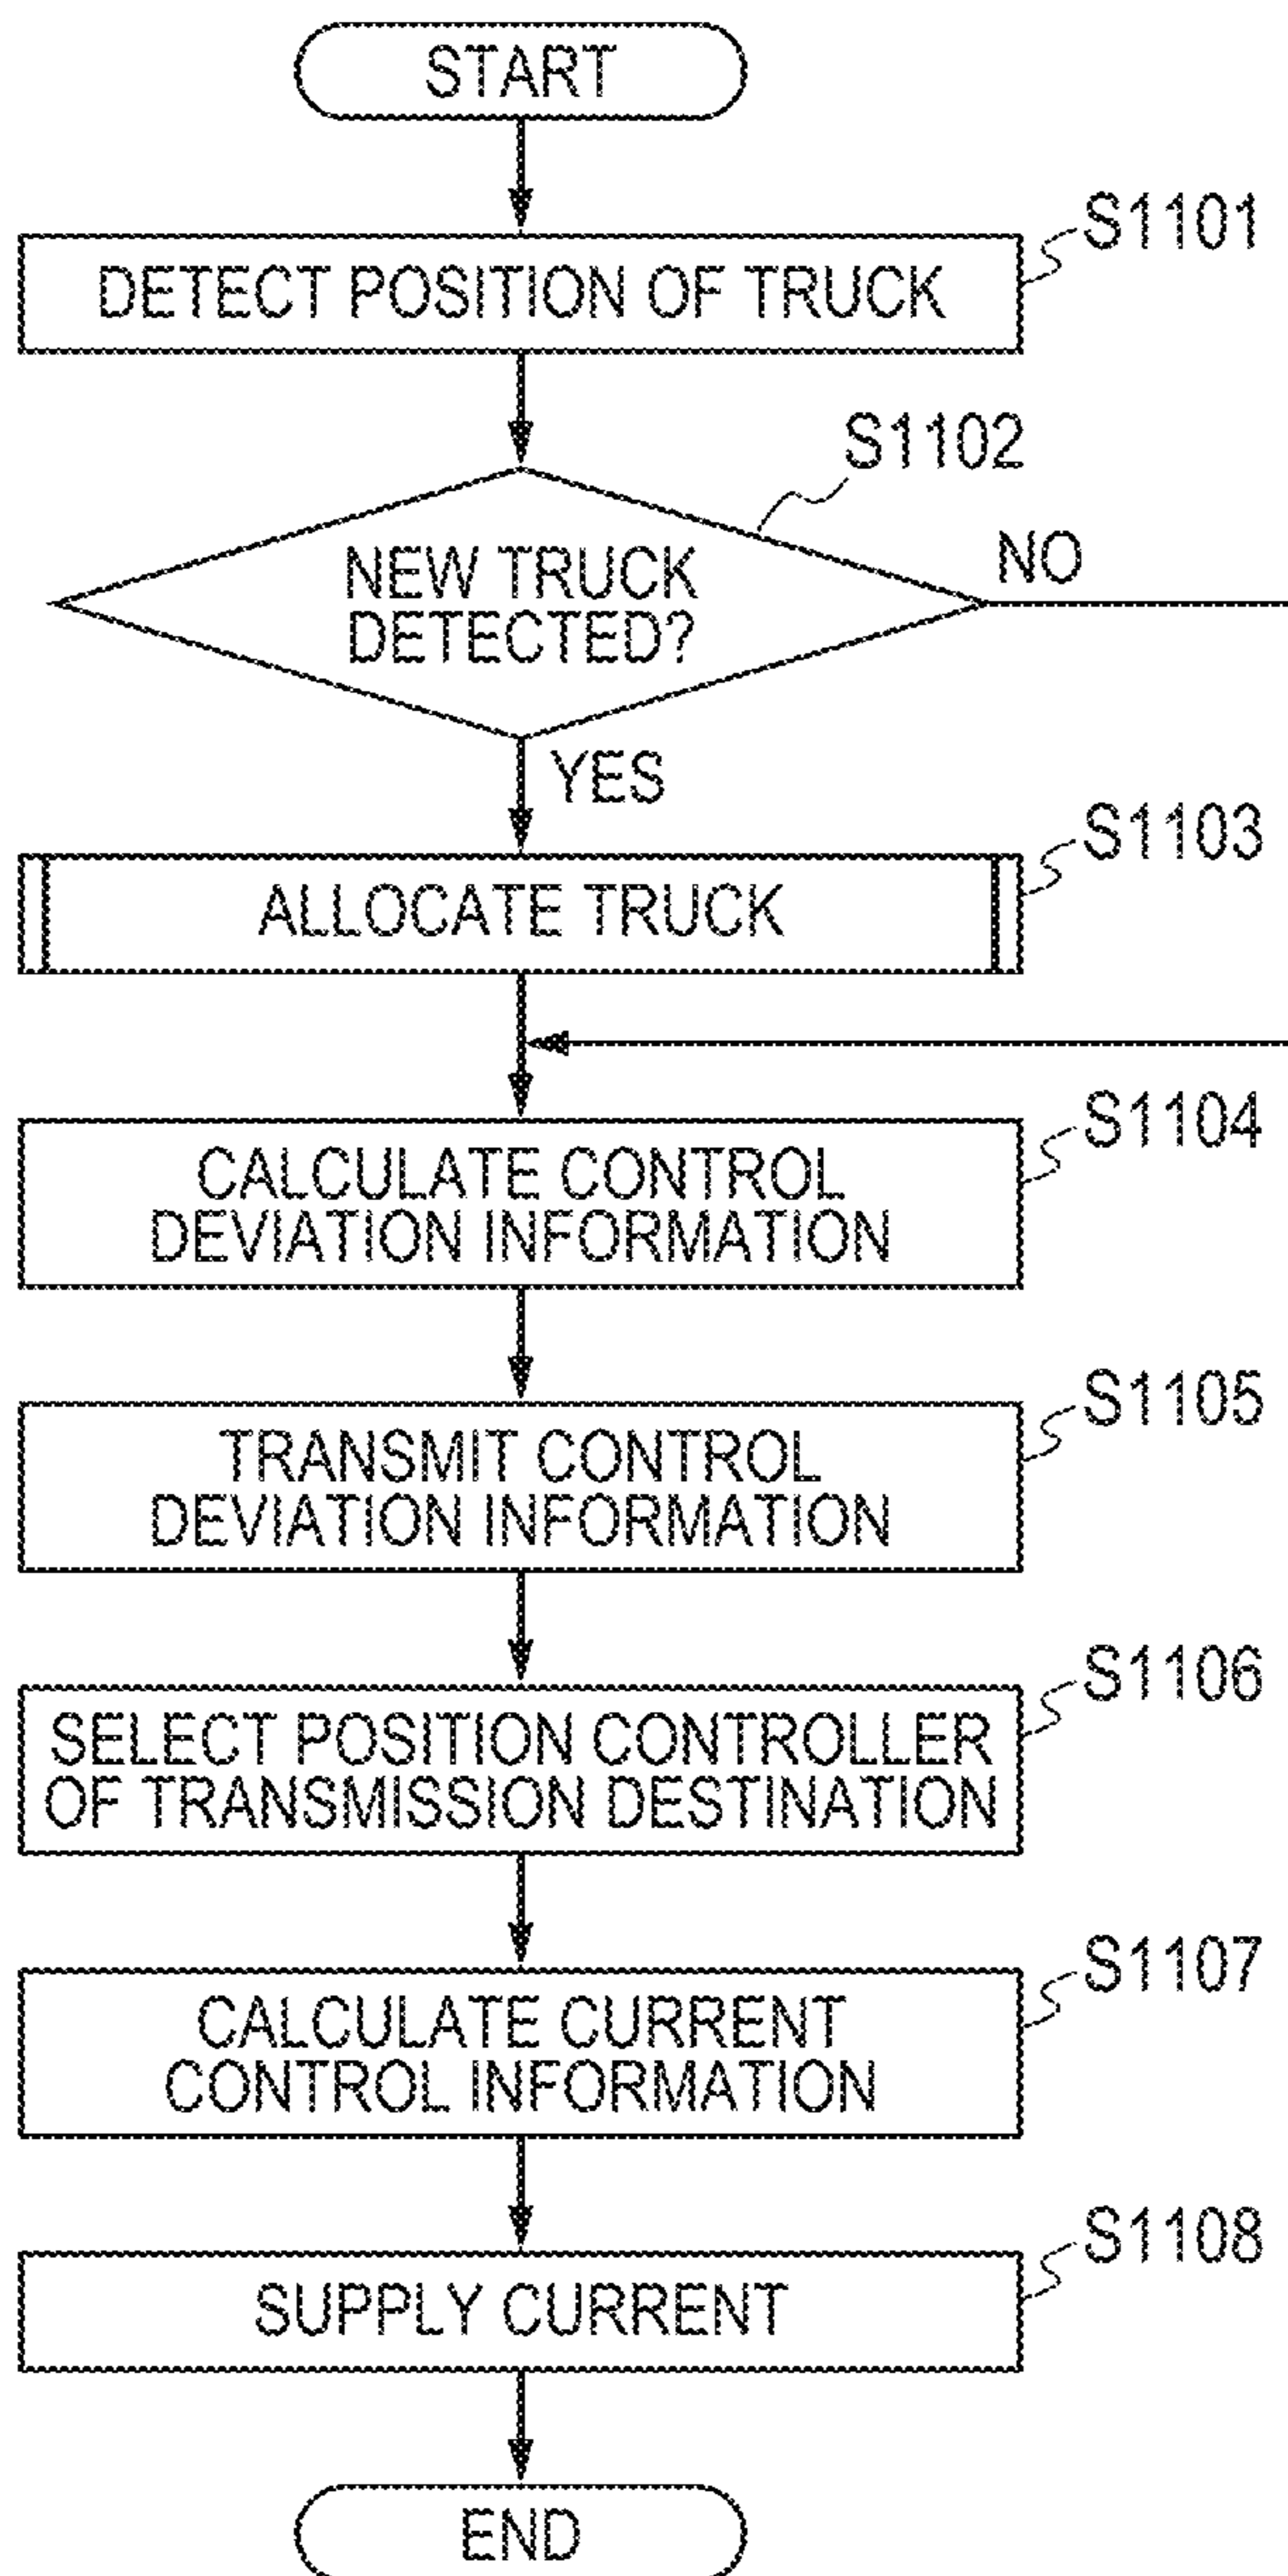 START
S1101
DETECT POSITION OF TRUCK
S1102
NEW TRUCK
DETECTED?
NO
YES
S1103
ALLOCATE TRUCK
S1104
CALCULATE CONTROL
DEVIATION INFORMATION
S1105
TRANSMIT CONTROL
DEVIATION INFORMATION
S1106
SELECT POSITION CONTROLLER
OF TRANSMISSION DESTINATION
S1107
CALCULATE CURRENT
CONTROL INFORMATION
S1108
SUPPLY CURRENT
END